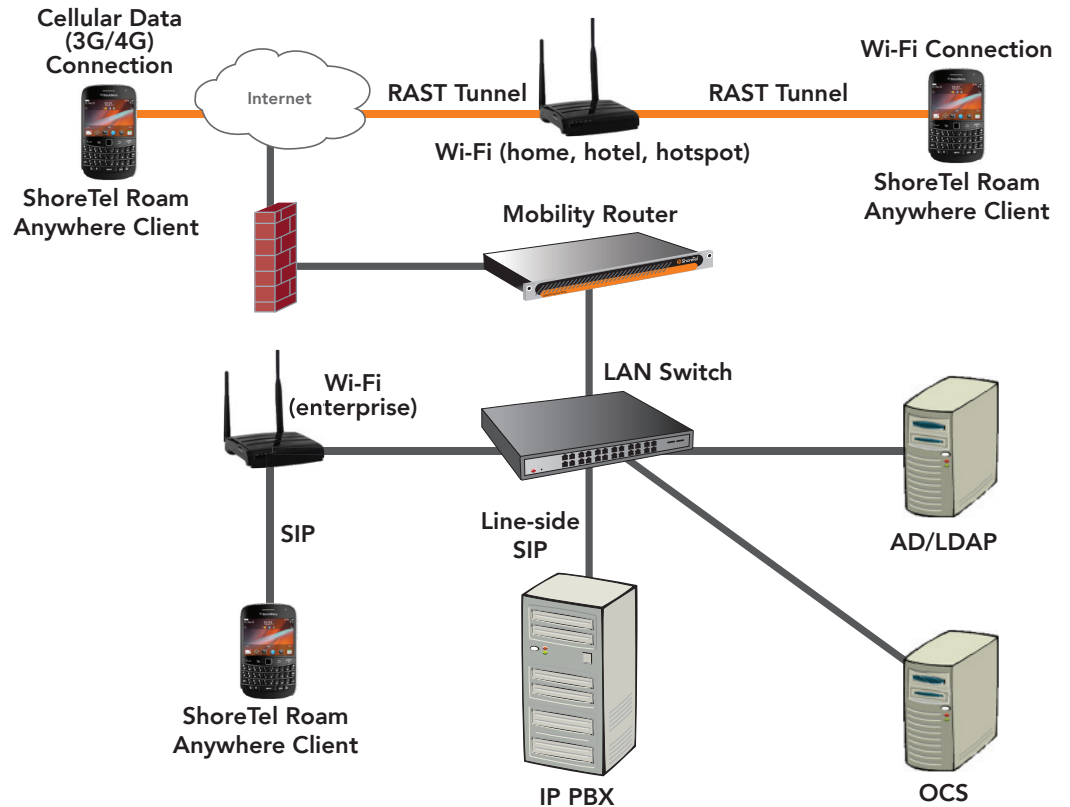 Cellular Data
(3G/4G)
Connection
Internet
RAST Tunnel
RAST Tunnel
Wi-Fi Connection
Wi-Fi (home, hotel, hotspot)
ShoreTel Roam
Anywhere Client
ShoreTel Roam
Anywhere Client
Mobility Router
ShoreTel
LAN Switch
Wi-Fi
(enterprise)
SIP
Line-side
SIP
AD/LDAP
ShoreTel Roam
Anywhere Client
IP PBX
OCS